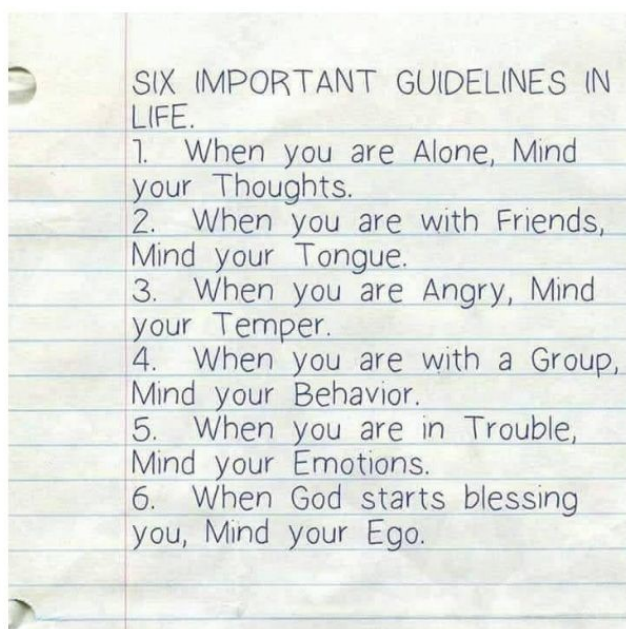 SIX IMPORTANT GUIDELINES IN
LIFE.
1. When you are Alone, Mind
your Thoughts.
2. When you are with Friends,
Mind your Tongue.
3. When you are Angry, Mind
your Temper.
4. When you are with a Group,
Mind your Behavior.
5. When you are in Trouble,
Mind your Emotions.
6. When God starts blessing
you, Mind your Ego.